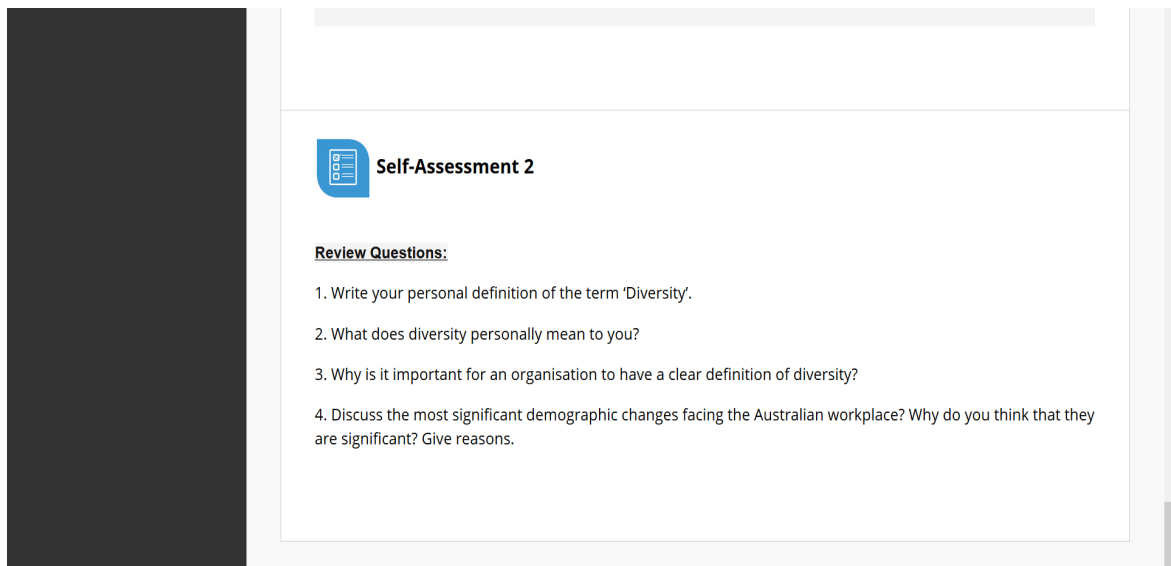 Self-Assessment 2
Review Questions:
1. Write your personal definition of the term ‘Diversity’.
2. What does diversity personally mean to you?
3. Why is it important for an organisation to have a clear definition of diversity?
4. Discuss the most significant demographic changes facing the Australian workplace? Why do you think that they
are significant? Give reasons.